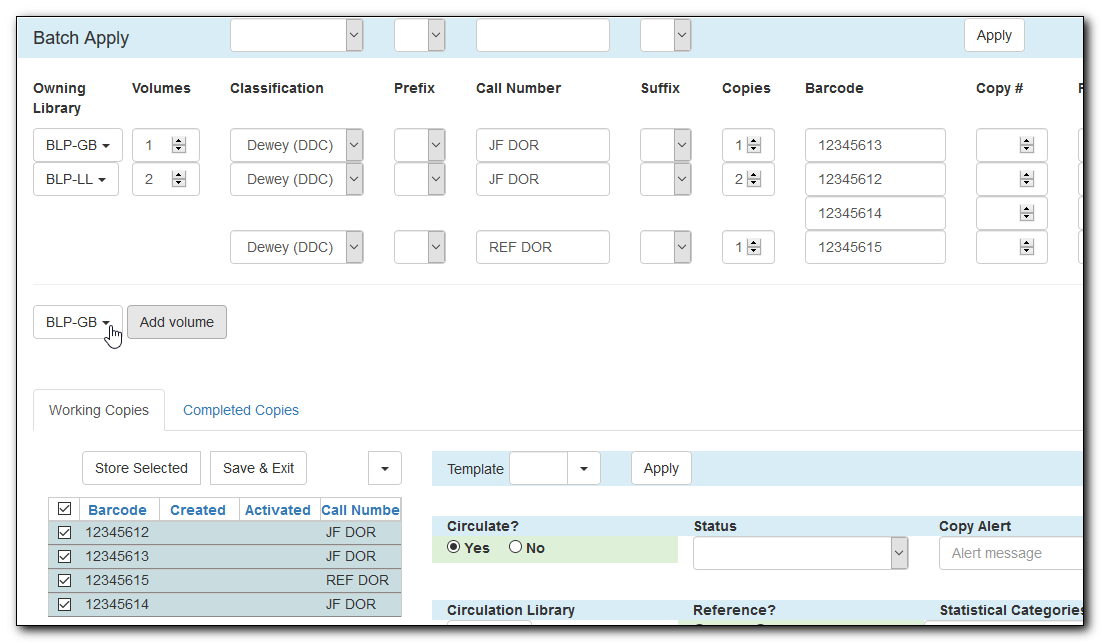 Batch Apply Apply
Owning Library Volumes Classification Prefix Call Number Suffix Copies Barcode Copy #
BLP-GB 1 Dewey (DDC) JF DOR 1 12345613
BLP-LL 2 Dewey (DDC) JF DOR 2 12345612
12345614
Dewey (DDC) REF DOR 1 12345615
BLP-GB Add volume
Working Copies Completed Copies
Store Selected Save & Exit Template Apply
Barcode Created Activated Call Numbe
12345612 JF DOR
12345613 JF DOR
12345615 REF DOR
12345614 JF DOR
Circulate? Status Copy Alert
Yes No Alert message
Circulation Library Reference? Statistical Categories